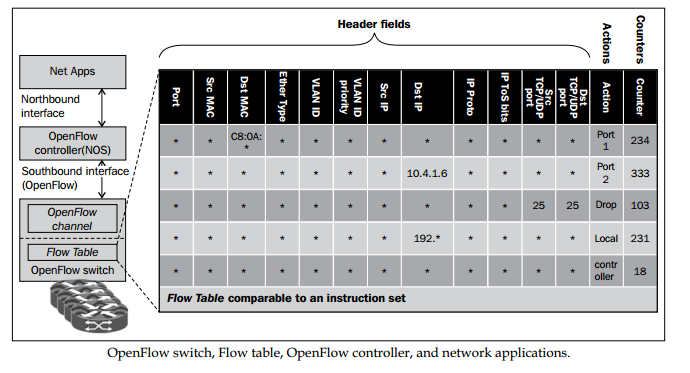 Header fields
Actions
Counters
Net Apps
Northbound
interface
OpenFlow
controller(NOS)
Southbound interface
(OpenFlow)
OpenFlow
channel
Flow Table
OpenFlow switch
Port
Src MAC
Dst MAC
Ether Type
VLAN ID
VLAN ID
priority
Src IP
Dst IP
IP Proto
IP ToS bits
Src
TCP/UDP
port
Dst
TCP/UDP
port
Action
Counter
* * C8:0A:
* * * * * * * * * * Port
1 234
* * * * * * * 10.4.1.6 * * * * Port
2 333
* * * * * * * * * * 25 25 Drop 103
* * * * * * * 192.* * * * * Local 231
* * * * * * * * * * * * contr
oller 18
Flow Table comparable to an instruction set
OpenFlow switch, Flow table, OpenFlow controller, and network applications.